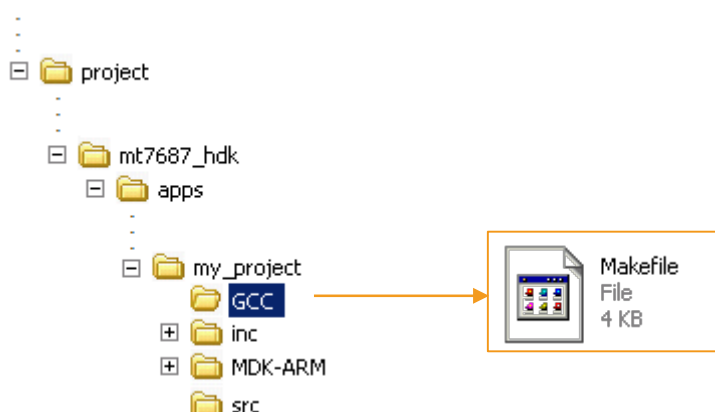 project
mt7687_hdk
apps
my_project
GCC
inc
MDK-ARM
src
Makefile
File
4 KB